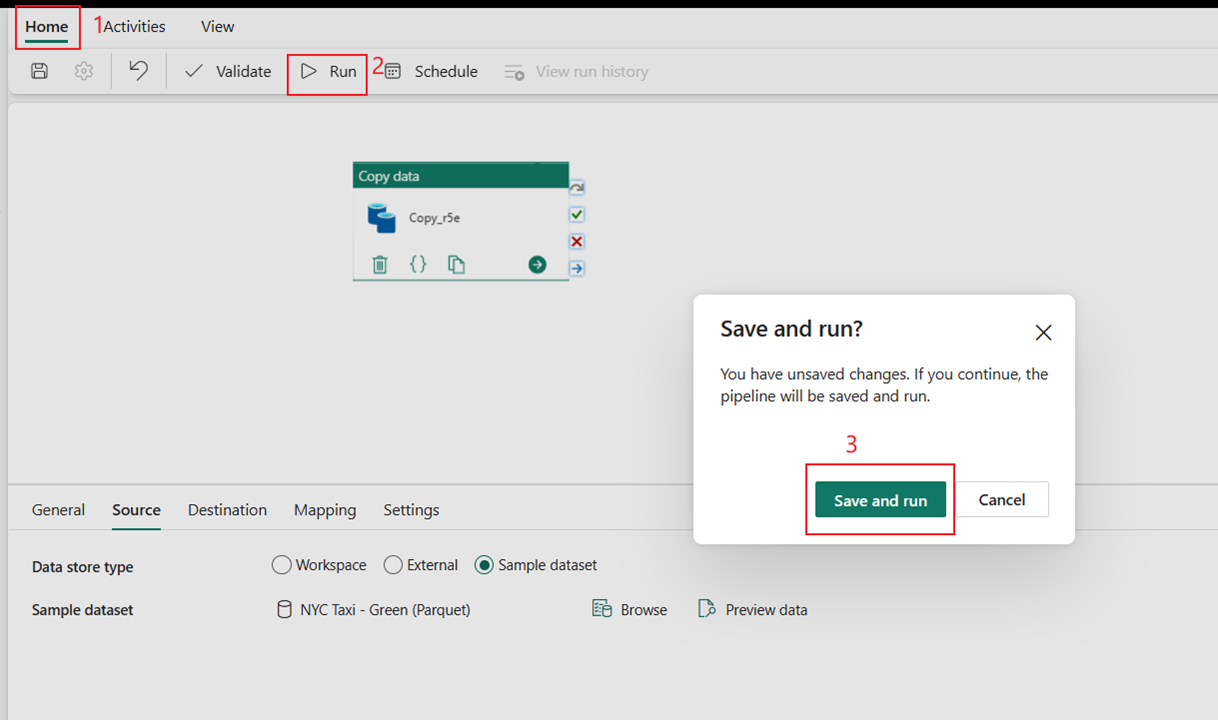 Home 1 Activities View
Validate Run 2 Schedule View run history
Copy data
Copy_r5e
{}
Save and run?
You have unsaved changes. If you continue, the
pipeline will be saved and run.
3
Save and run Cancel
General Source Destination Mapping Settings
Data store type Workspace External Sample dataset
Sample dataset NYC Taxi - Green (Parquet) Browse Preview data